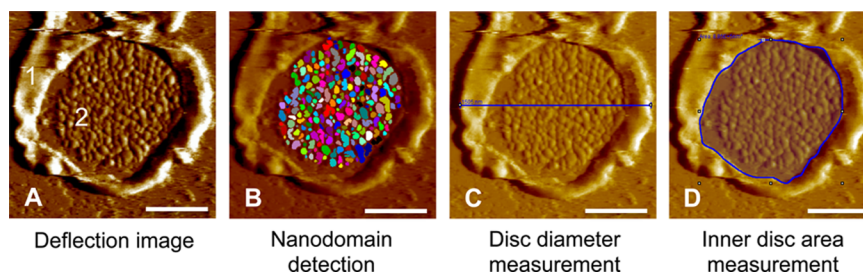 1
2
A
B
C
D
Deflection image
Nanodomain
detection
Disc diameter
measurement
Inner disc area
measurement